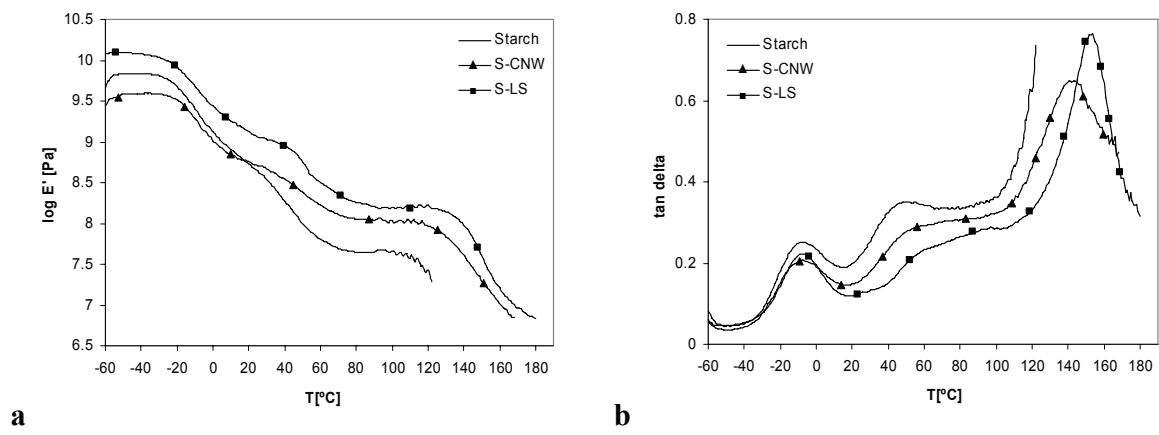 10.5
10
9.5
9
8.5
8
7.5
7
6.5
log E' [Pa]
-60 -40 -20 0 20 40 60 80 100 120 140 160 180
T[ºC]
Starch
S-CNW
S-LS
a
0.8
0.6
0.4
0.2
0
tan delta
-60 -40 -20 0 20 40 60 80 100 120 140 160 180
T[ºC]
Starch
S-CNW
S-LS
b